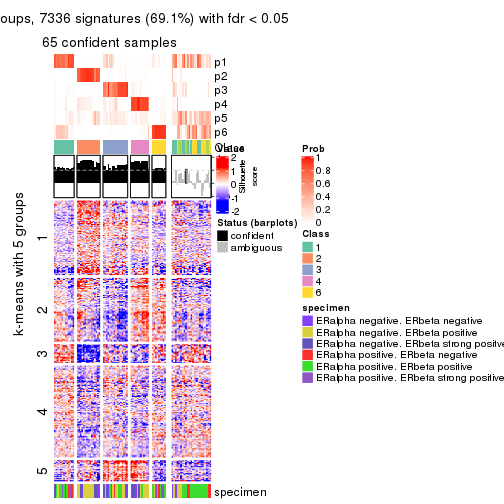 oups, 7336 signatures (69.1%) with fdr < 0.05
65 confident samples
p1
p2
p3
p4
p5
p6
Class
Value
2
1
0
-1
-2
Silhouette
score
Status (barplots)
confident
ambiguous
Prob
1
0.8
0.6
0.4
0.2
0
Class
1
2
3
4
6
specimen
ERalpha negative. ERbeta negative
ERalpha negative. ERbeta positive
ERalpha negative. ERbeta strong positive
ERalpha positive. ERbeta negative
ERalpha positive. ERbeta positive
ERalpha positive. ERbeta strong positive
k-means with 5 groups
1
2
3
4
5
specimen